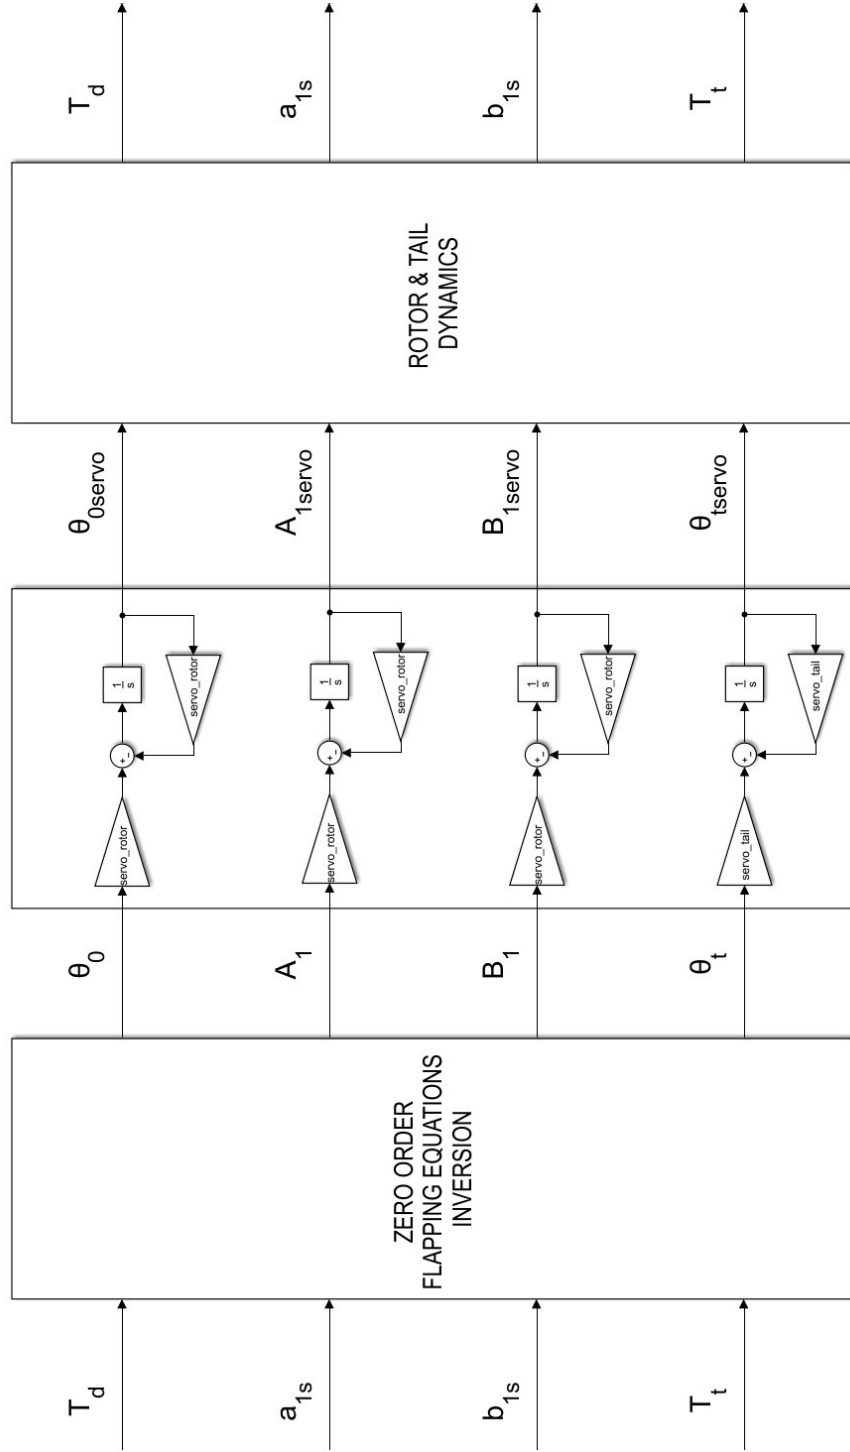 T_d
a_1s
b_1s
T_t
ZERO ORDER
FLAPPING EQUATIONS
INVERSION
θ_0
A_1
B_1
θ_t
servo_rotor
+-
1/s
servo_rotor
servo_rotor
+-
1/s
servo_rotor
servo_rotor
+-
1/s
servo_rotor
servo_tail
+-
1/s
servo_tail
θ_0servo
A_1servo
B_1servo
θ_tservo
ROTOR & TAIL
DYNAMICS
T_d
a_1s
b_1s
T_t